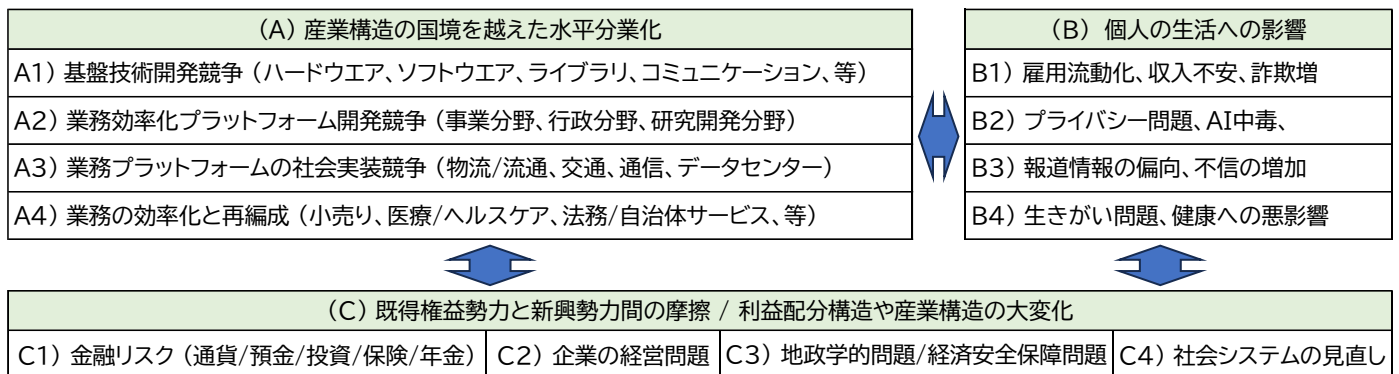 (A) 産業構造の国境を越えた水平分業化
A1) 基盤技術開発競争 (ハードウエア、ソフトウエア、ライブラリ、コミュニケーション、等)
A2) 業務効率化プラットフォーム開発競争 (事業分野、行政分野、研究開発分野)
A3) 業務プラットフォームの社会実装競争 (物流/流通、交通、通信、データセンター)
A4) 業務の効率化と再編成 (小売り、医療/ヘルスケア、法務/自治体サービス、等)
(B) 個人の生活への影響
B1) 雇用流動化、収入不安、詐欺増
B2) プライバシー問題、AI中毒、
B3) 報道情報の偏向、不信の増加
B4) 生きがい問題、健康への悪影響
(C) 既得権益勢力と新興勢力間の摩擦 / 利益配分構造や産業構造の大変化
C1) 金融リスク (通貨/預金/投資/保険/年金)
C2) 企業の経営問題
C3) 地政学的問題/経済安全保障問題
C4) 社会システムの見直し